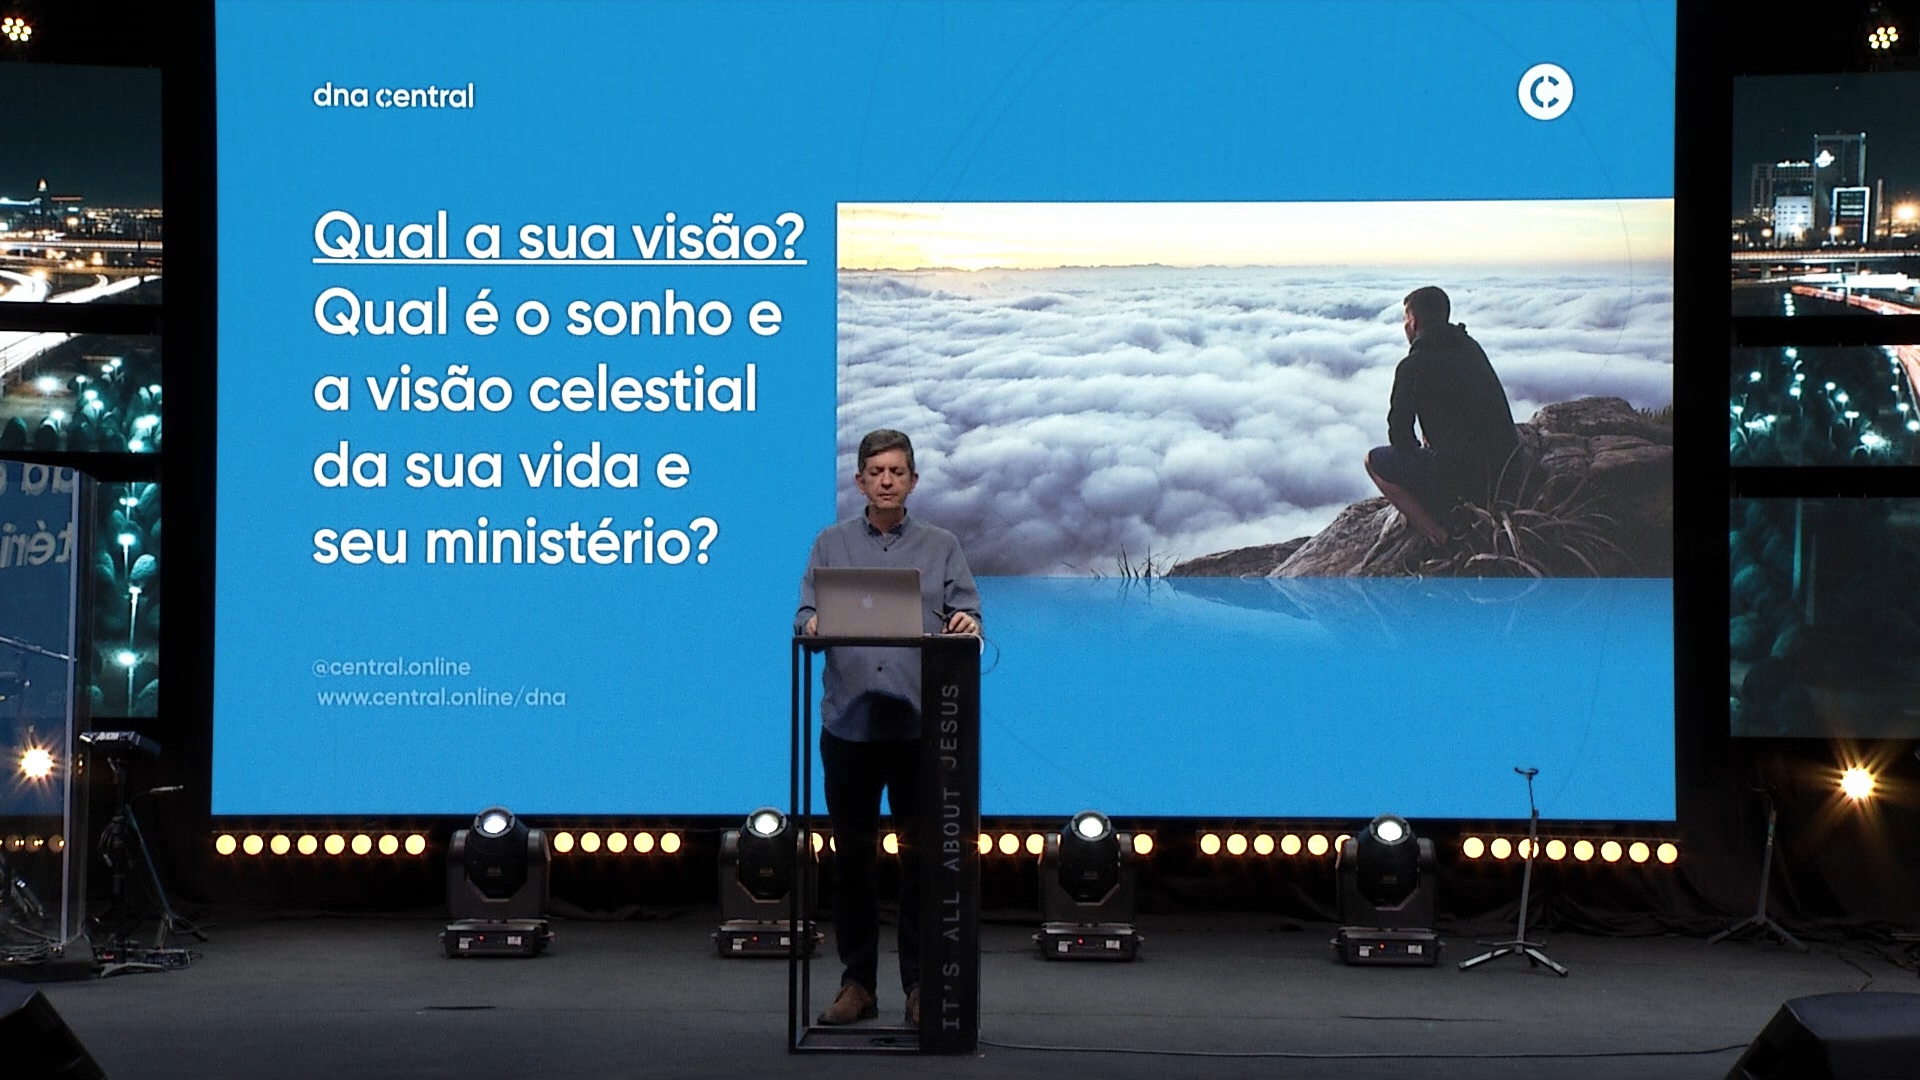 dna central
Qual a sua visão?
Qual é o sonho e
a visão celestial
da sua vida e
seu ministério?
@central.online
www.central.online/dna
IT'S ALL ABOUT JESUS